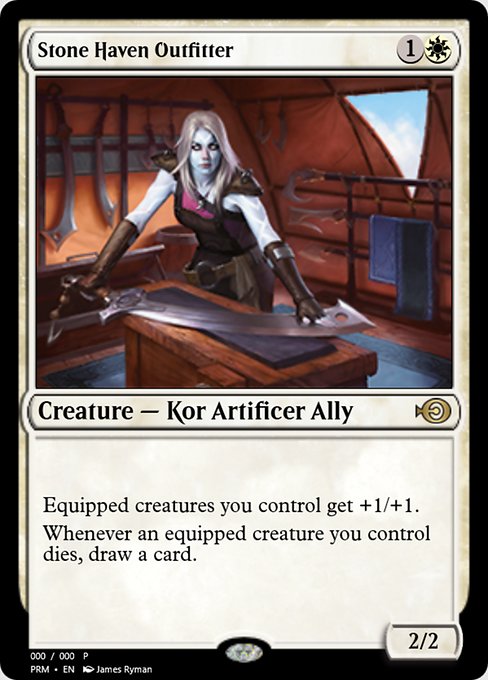 Stone Haven Outfitter 1
Creature — Kor Artificer Ally
Equipped creatures you control get +1/+1.
Whenever an equipped creature you control
dies, draw a card.
2/2
000 / 000 P
PRM • EN James Ryman